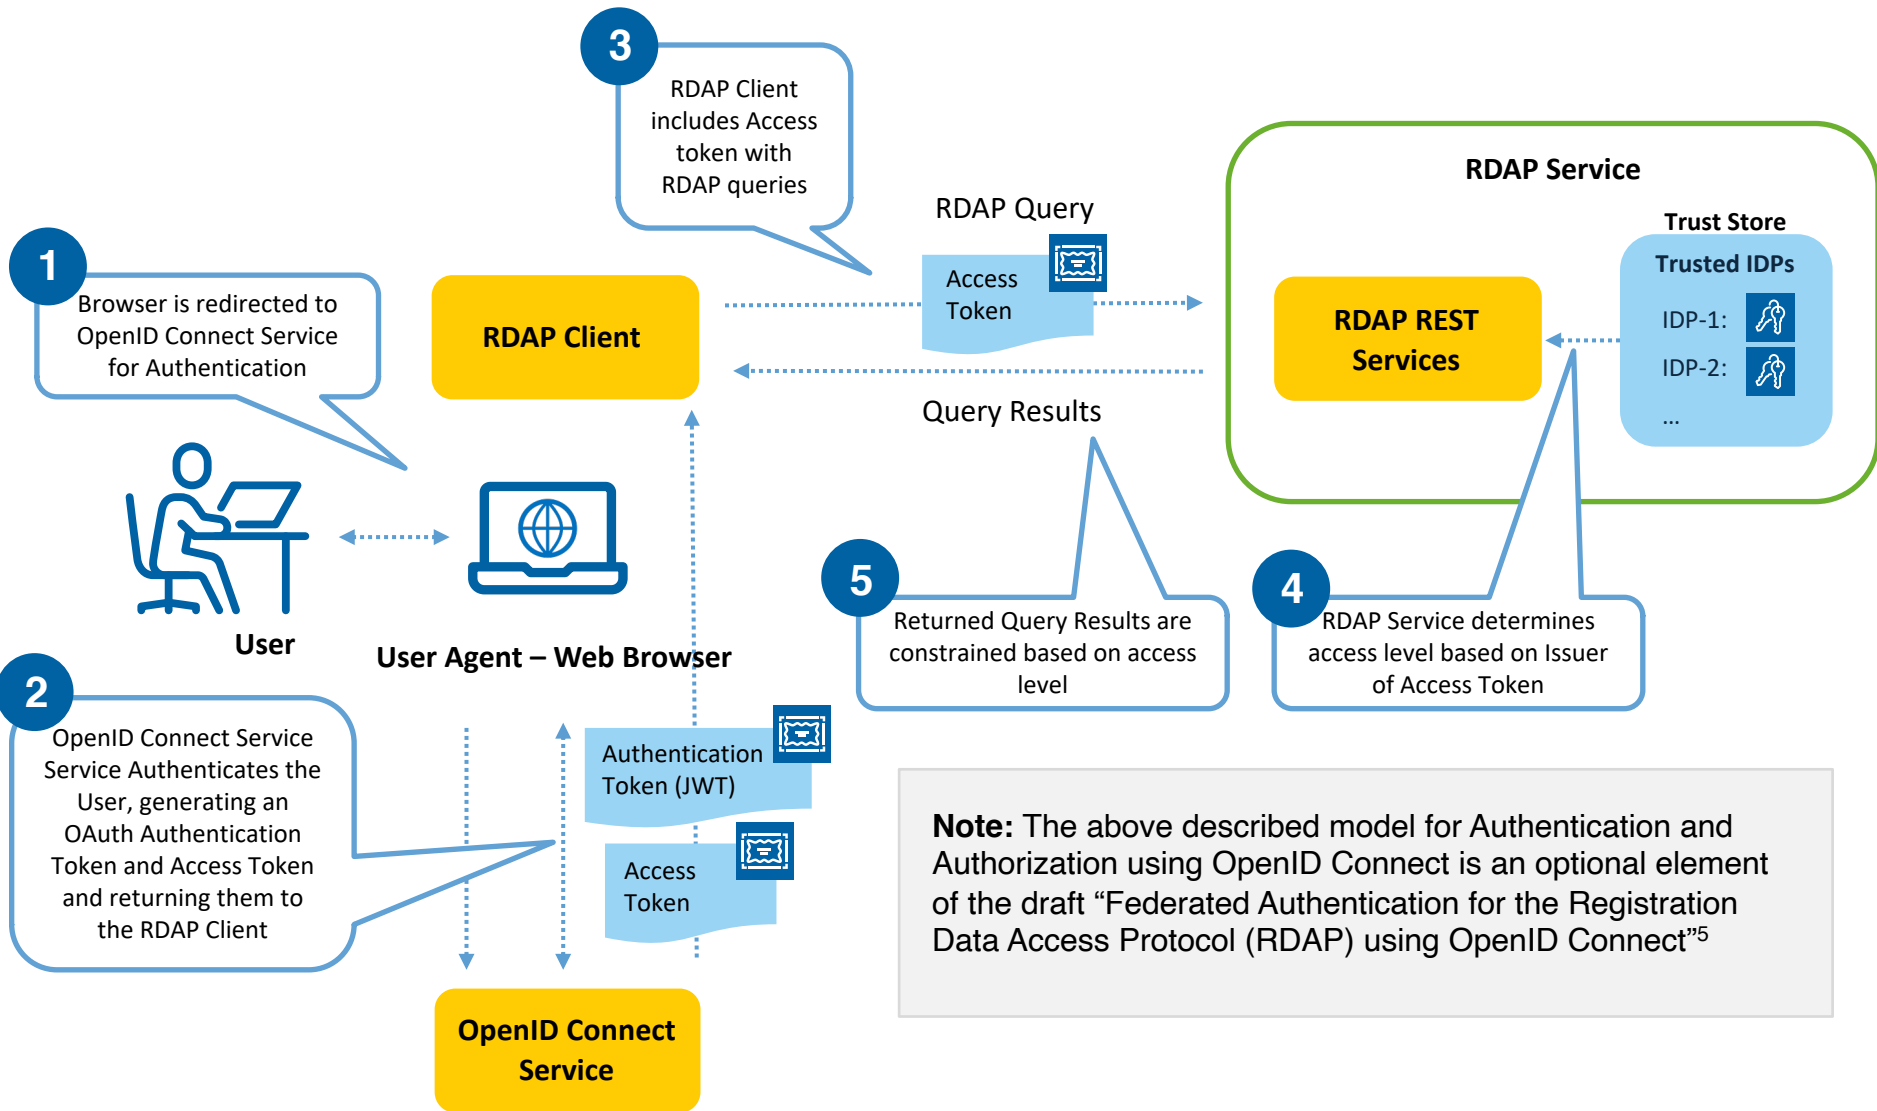 3
RDAP Client
includes Access
token with
RDAP queries
RDAP Service
RDAP Query
Trust Store
1
Browser is redirected to
OpenID Connect Service
for Authentication
Access
Token
Trusted IDPs
IDP-1:
IDP-2:
...
RDAP Client
RDAP REST
Services
Query Results
User
User Agent – Web Browser
5
Returned Query Results are
constrained based on access
level
4
RDAP Service determines
access level based on Issuer
of Access Token
2
OpenID Connect Service
Service Authenticates the
User, generating an
OAuth Authentication
Token and Access Token
and returning them to
the RDAP Client
Authentication
Token (JWT)
Access
Token
Note: The above described model for Authentication and
Authorization using OpenID Connect is an optional element
of the draft “Federated Authentication for the Registration
Data Access Protocol (RDAP) using OpenID Connect”5
OpenID Connect
Service